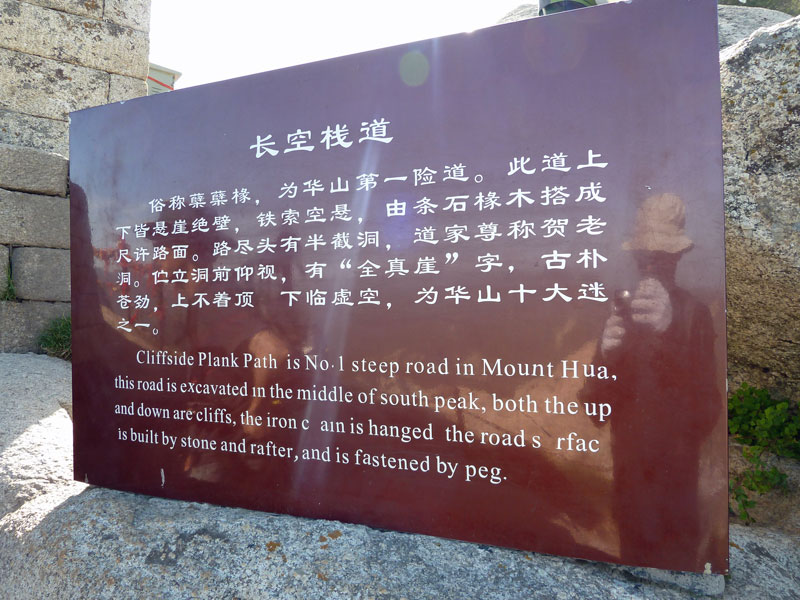 长空栈道
俗称孽孽椽，为华山第一险道。此道上
下皆是崖绝壁，铁索空悬，由条石椽木搭成
尺许路面。路尽头有半截洞，道家尊称贺老
洞。伫立洞前仰视，有“全真崖”字，古朴
苍劲，上不着顶 下临虚空，为华山十大迷
之一。
Cliffside Plank Path is No.1 steep road in Mount Hua,
this road is excavated in the middle of south peak, both the up
and down are cliffs, the iron c ain is hanged the road s rfac
is built by stone and rafter, and is fastened by peg.